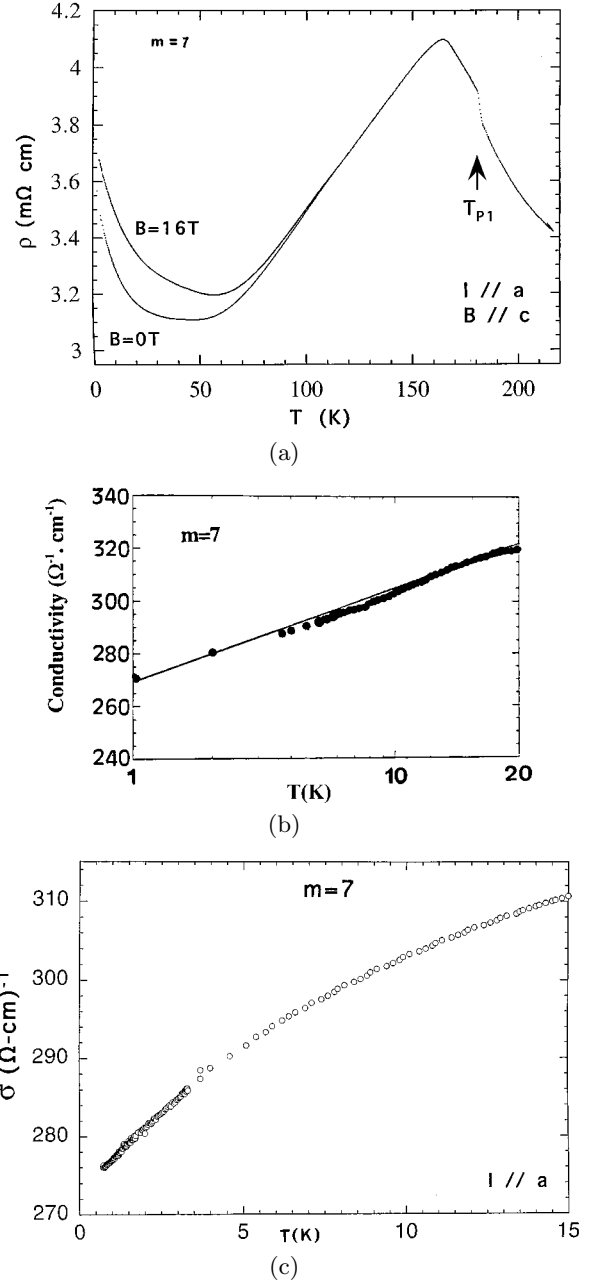 4.2
m = 7
4
3.8
ρ (mΩ cm)
3.6
T_P1
B=16T
3.4
I // a
B // c
3.2
B=0T
3
0 50 100 150 200
T (K)
(a)
340
m=7
320
Conductivity (Ω⁻¹. cm⁻¹)
300
280
260
240
1 10 20
T(K)
(b)
m=7
310
300
σ (Ω-cm)⁻¹
290
280
I // a
270
0 5 10 15
T(K)
(c)